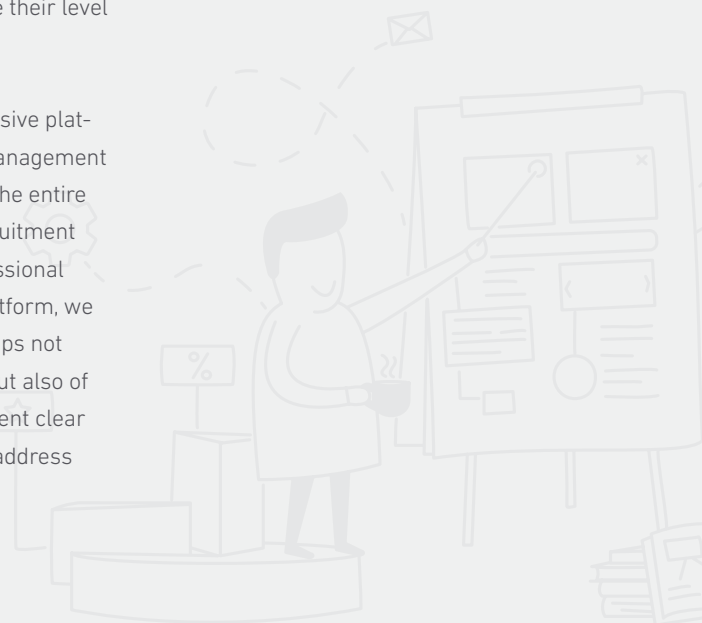 e their level
sive plat-
anagement
he entire
uitment
ssional
tform, we
ps not
ut also of
ent clear
address
%